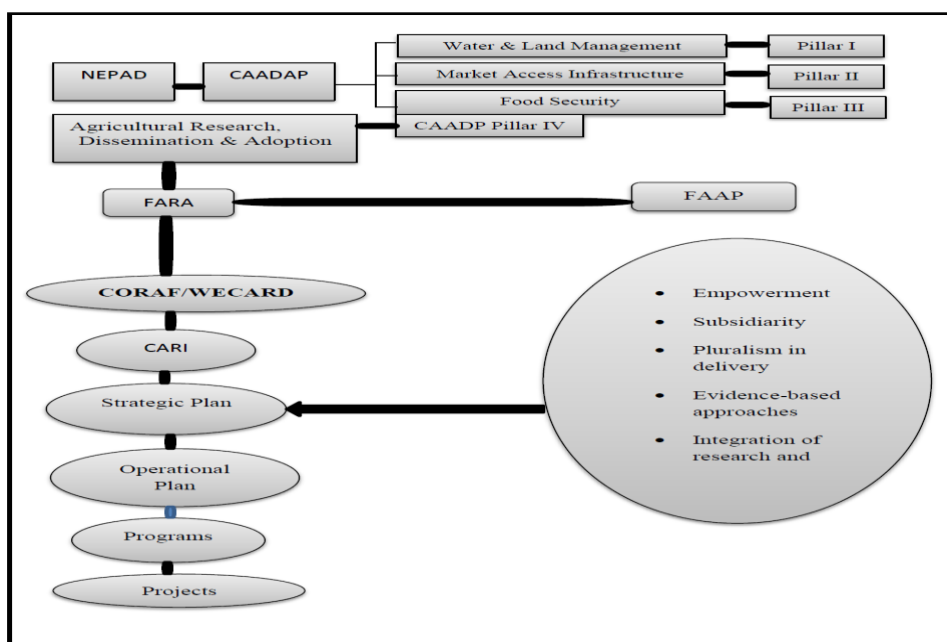 Water & Land Management
Pillar I
NEPAD
CAADAP
Market Access Infrastructure
Pillar II
Food Security
Pillar III
Agricultural Research,
Dissemination & Adoption
CAADP Pillar IV
FARA
FAAP
CORAF/WECARD
CARI
Strategic Plan
Operational
Plan
Programs
Projects
• Empowerment
• Subsidiarity
• Pluralism in
delivery
• Evidence-based
approaches
• Integration of
research and